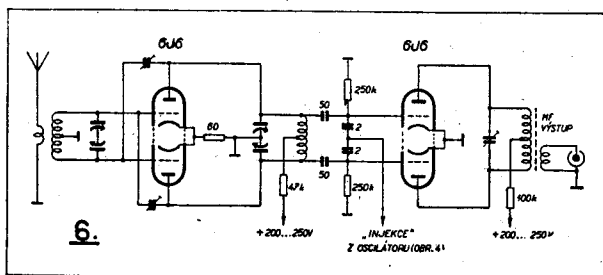 6J6
6J6
60
50
50
250k
2
2
250k
4k7
+200...250V
„INJEKCE"
Z OSCILÁTORU (OBR. 4)
MF
VÝSTUP
100k
+200...250V
6.